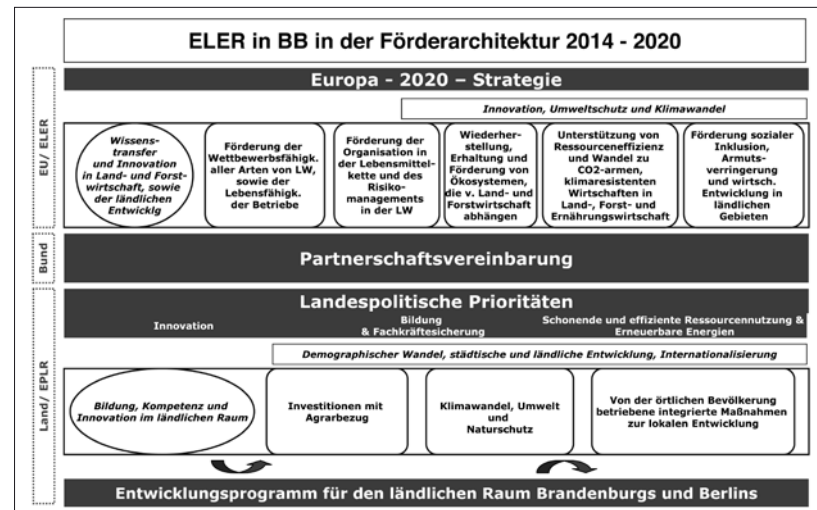 ELER in BB in der Förderarchitektur 2014 - 2020
EU/ ELER
Europa - 2020 – Strategie
Innovation, Umweltschutz und Klimawandel
Wissens-
transfer
und Innovation
in Land- und Forst-
wirtschaft, sowie
der ländlichen
Entwicklg
Förderung der
Wettbewerbsfähigk.
aller Arten von LW,
sowie der
Lebensfähigk.
der Betriebe
Förderung der
Organisation in
der Lebensmittel-
kette und des
Risiko-
managements
in der LW
Wiederher-
stellung,
Erhaltung und
Förderung von
Ökosystemen,
die v. Land- und
Forstwirtschaft
abhängen
Unterstützung von
Ressourceneffizienz
und Wandel zu
CO2-armen,
klimaresistenten
Wirtschaften in
Land-, Forst- und
Ernährungswirtschaft
Förderung sozialer
Inklusion,
Armuts-
verringerung
und wirtsch.
Entwicklung in
ländlichen
Gebieten
Bund
Partnerschaftsvereinbarung
Land/ EPLR
Landespolitische Prioritäten
Innovation
Bildung
& Fachkräftesicherung
Schonende und effiziente Ressourcennutzung &
Erneuerbare Energien
Demographischer Wandel, städtische und ländliche Entwicklung, Internationalisierung
Bildung, Kompetenz und
Innovation im ländlichen Raum
Investitionen mit
Agrarbezug
Klimawandel, Umwelt
und
Naturschutz
Von der örtlichen Bevölkerung
betriebene integrierte Maßnahmen
zur lokalen Entwicklung
Entwicklungsprogramm für den ländlichen Raum Brandenburgs und Berlins